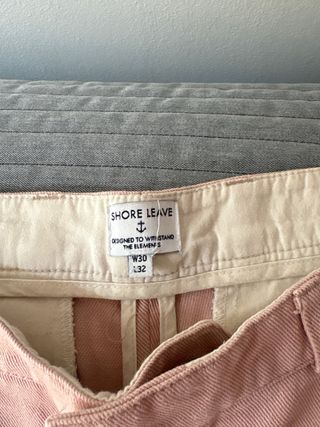 SHORE LEAVE
DESIGNED TO WITHSTAND
THE ELEMENTS
W30
L32